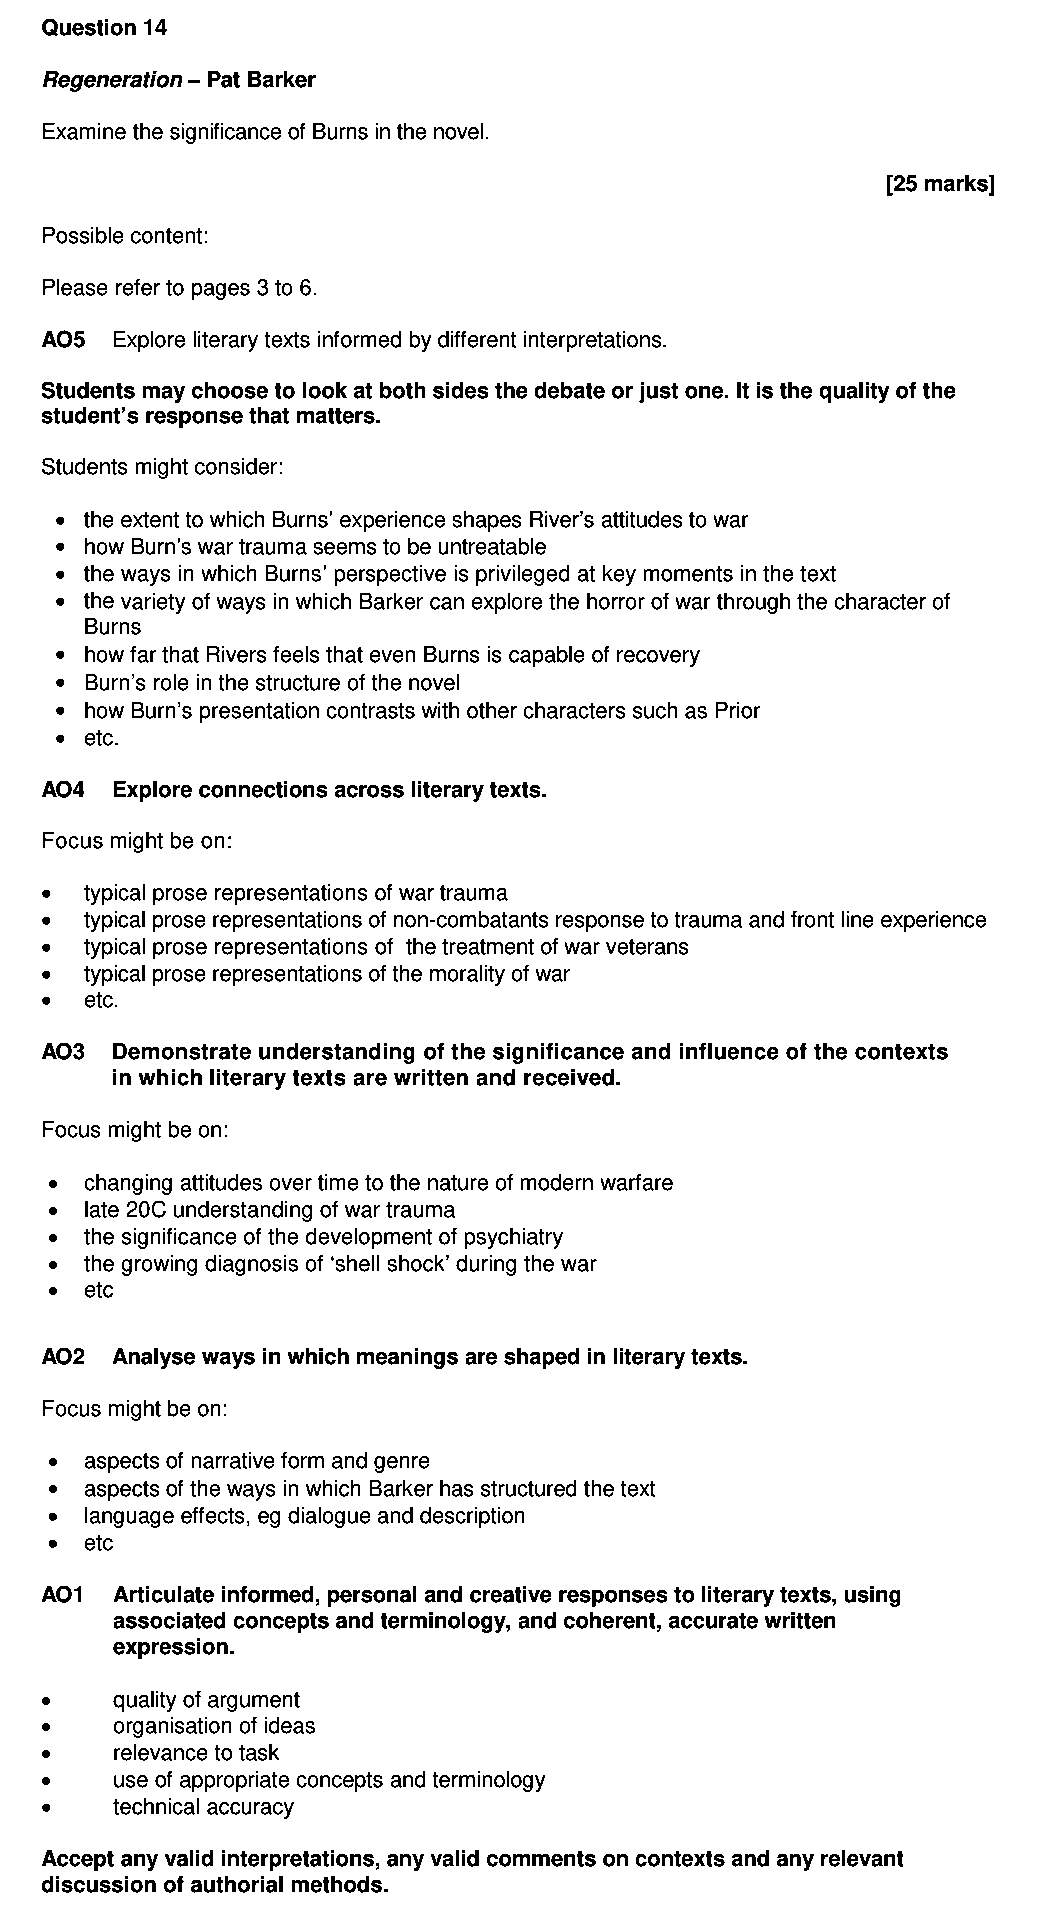 Question 14
Regeneration – Pat Barker
Examine the significance of Burns in the novel.
[25 marks]
Possible content:
Please refer to pages 3 to 6.
AO5 Explore literary texts informed by different interpretations.
Students may choose to look at both sides the debate or just one. It is the quality of the
student's response that matters.
Students might consider:
• the extent to which Burns' experience shapes River's attitudes to war
• how Burn's war trauma seems to be untreatable
• the ways in which Burns' perspective is privileged at key moments in the text
• the variety of ways in which Barker can explore the horror of war through the character of
Burns
• how far that Rivers feels that even Burns is capable of recovery
• Burn's role in the structure of the novel
• how Burn's presentation contrasts with other characters such as Prior
• etc.
AO4 Explore connections across literary texts.
Focus might be on:
• typical prose representations of war trauma
• typical prose representations of non-combatants response to trauma and front line experience
• typical prose representations of the treatment of war veterans
• typical prose representations of the morality of war
• etc.
AO3 Demonstrate understanding of the significance and influence of the contexts
in which literary texts are written and received.
Focus might be on:
• changing attitudes over time to the nature of modern warfare
• late 20C understanding of war trauma
• the significance of the development of psychiatry
• the growing diagnosis of 'shell shock' during the war
• etc
AO2 Analyse ways in which meanings are shaped in literary texts.
Focus might be on:
• aspects of narrative form and genre
• aspects of the ways in which Barker has structured the text
• language effects, eg dialogue and description
• etc
AO1 Articulate informed, personal and creative responses to literary texts, using
associated concepts and terminology, and coherent, accurate written
expression.
• quality of argument
• organisation of ideas
• relevance to task
• use of appropriate concepts and terminology
• technical accuracy
Accept any valid interpretations, any valid comments on contexts and any relevant
discussion of authorial methods.